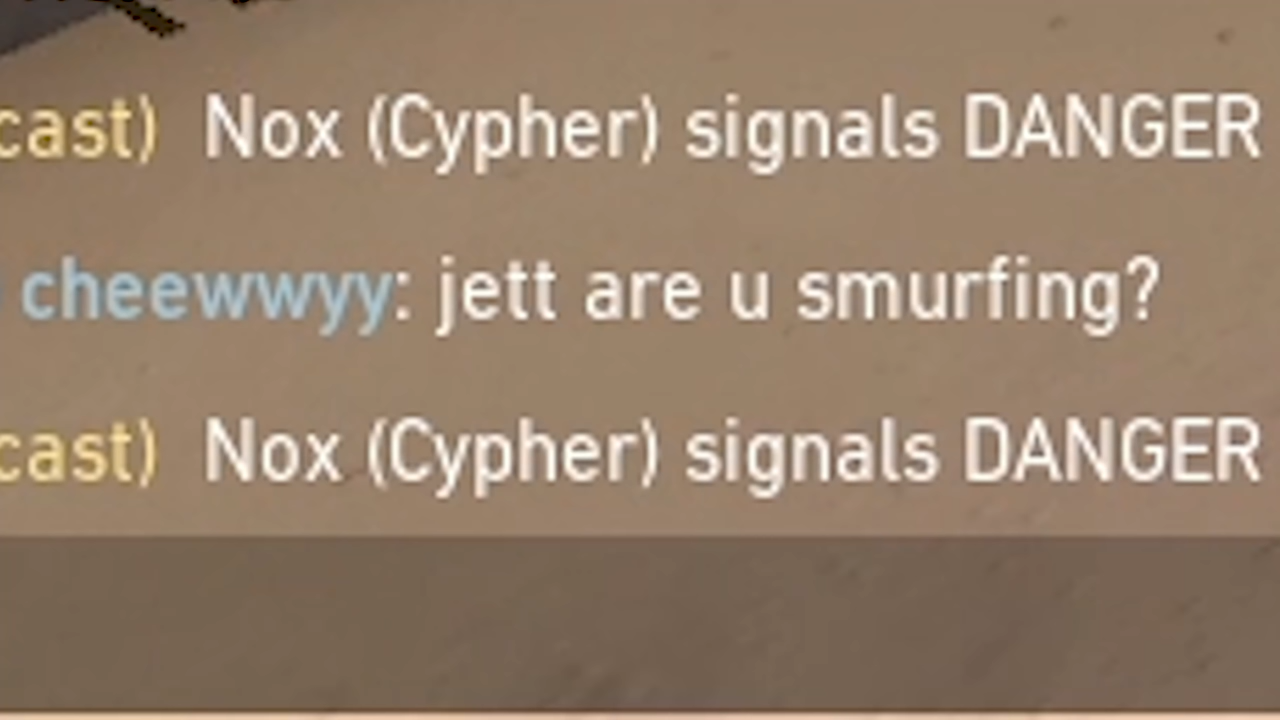 cast) Nox (Cypher) signals DANGER
cheewwyy: jett are u smurfing?
cast) Nox (Cypher) signals DANGER